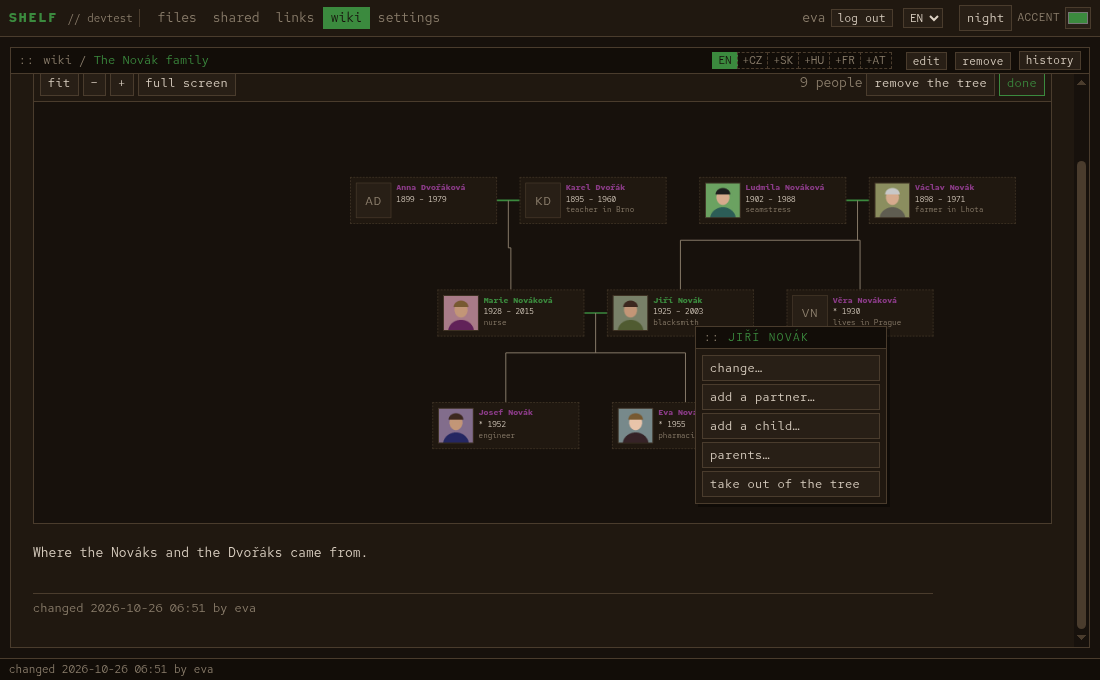 SHELF // devtest files shared links wiki settings eva log out EN night ACCENT
:: wiki / The Novák family EN +CZ +SK +HU +FR +AT edit remove history
fit − + full screen 9 people remove the tree done
AD Anna Dvořáková
1899 – 1979
KD Karel Dvořák
1895 – 1960
teacher in Brno
Ludmila Nováková
1902 – 1988
seamstress
Václav Novák
1898 – 1971
farmer in Lhota
Marie Nováková
1928 – 2015
nurse
Jiří Novák
1925 – 2003
blacksmith
VN Věra Nováková
* 1930
lives in Prague
:: JIŘÍ NOVÁK
change…
add a partner…
add a child…
parents…
take out of the tree
Josef Novák
* 1952
engineer
Eva
* 1955
Where the Nováks and the Dvořáks came from.
changed 2026-10-26 06:51 by eva
changed 2026-10-26 06:51 by eva